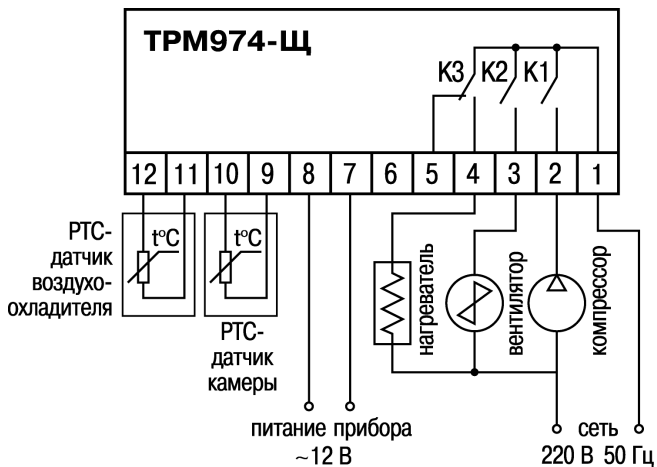 ТРМ974-Щ
К3 К2 К1
12 11 10 9 8 7 6 5 4 3 2 1
РТС-
датчик
воздухо-
охладителя
t°C
t°C
РТС-
датчик
камеры
нагреватель
вентилятор
компрессор
питание прибора
~12 В
сеть
220 В 50 Гц